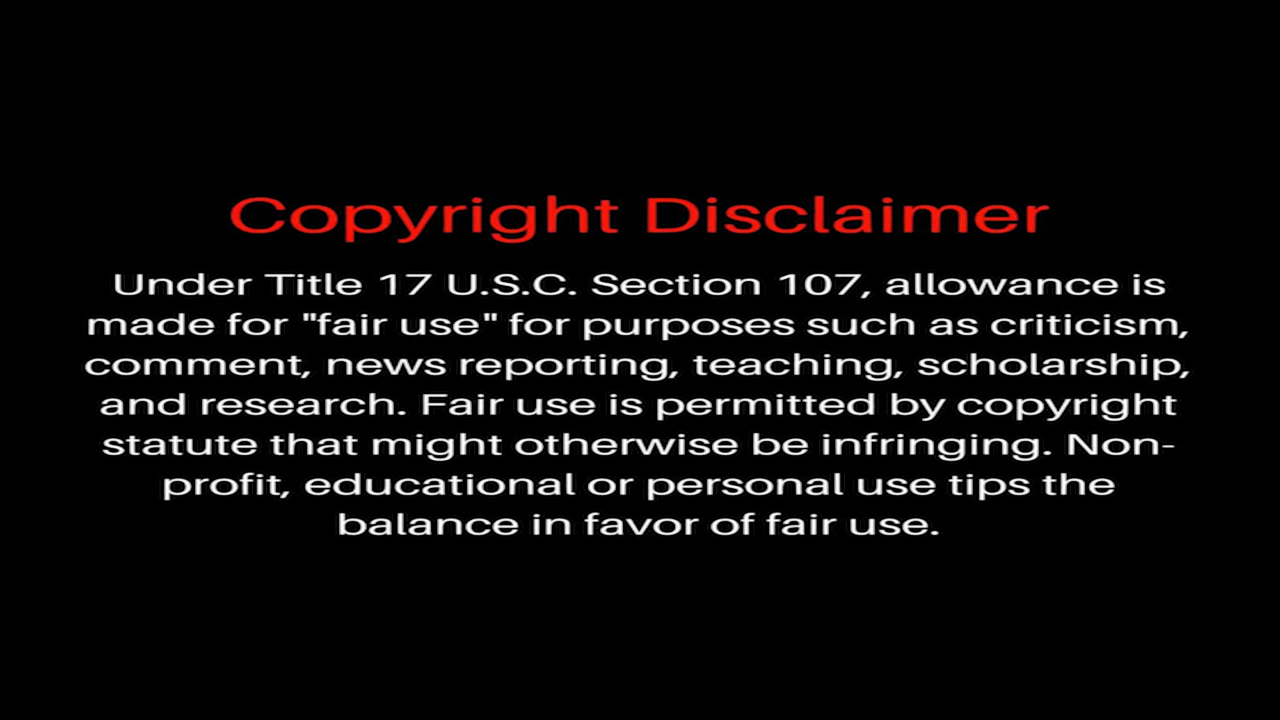 Copyright Disclaimer
Under Title 17 U.S.C. Section 107, allowance is
made for "fair use" for purposes such as criticism,
comment, news reporting, teaching, scholarship,
and research. Fair use is permitted by copyright
statute that might otherwise be infringing. Non-
profit, educational or personal use tips the
balance in favor of fair use.